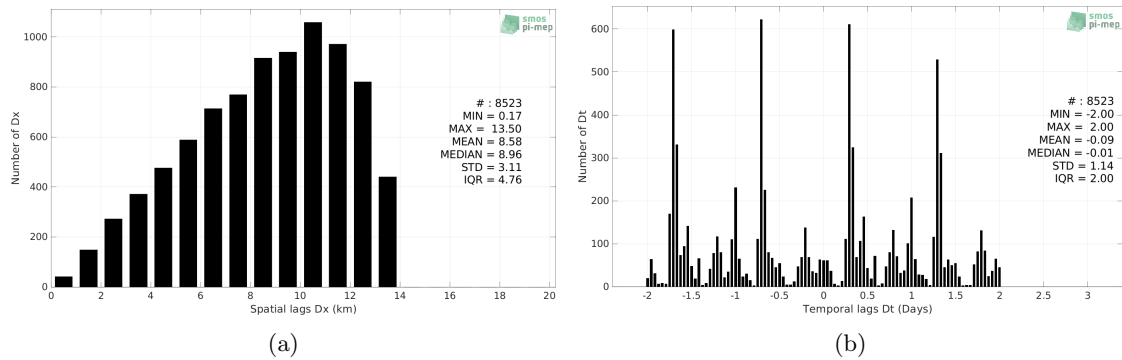 smos
pi-mep
1000
800
600
400
200
0
Number of Dx
# : 8523
MIN = 0.17
MAX = 13.50
MEAN = 8.58
MEDIAN = 8.96
STD = 3.11
IQR = 4.76
0 2 4 6 8 10 12 14 16 18 20
Spatial lags Dx (km)
(a)
smos
pi-mep
600
500
400
300
200
100
0
Number of Dt
# : 8523
MIN = -2.00
MAX = 2.00
MEAN = -0.09
MEDIAN = -0.01
STD = 1.14
IQR = 2.00
-2 -1.5 -1 -0.5 0 0.5 1 1.5 2 2.5 3
Temporal lags Dt (Days)
(b)